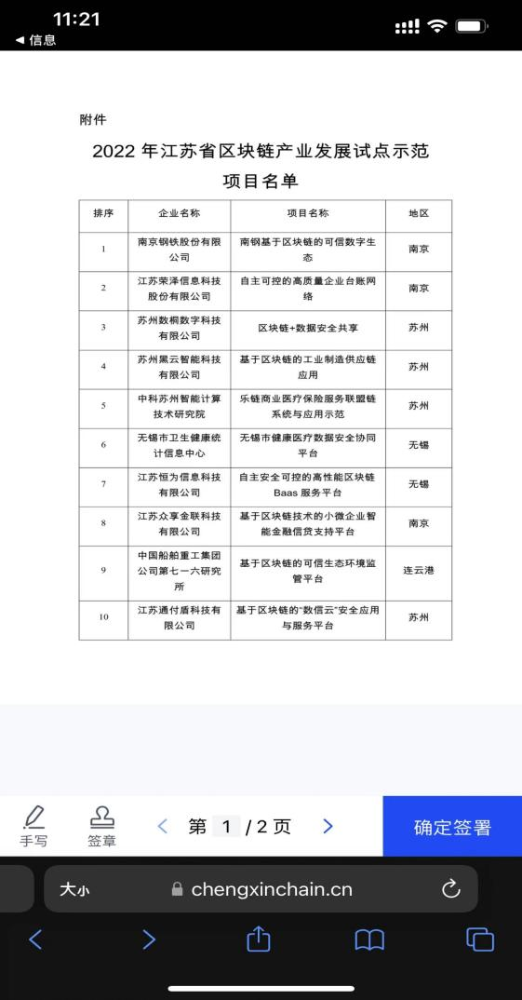 11:21
◀ 信息
附件
2022 年江苏省区块链产业发展试点示范
项目名单
排序 企业名称 项目名称 地区
1 南京钢铁股份有限 南钢基于区块链的可信数字生 南京
公司 态
2 江苏荣泽信息科技 自主可控的高质量企业台账网 南京
股份有限公司 络
3 苏州数桐数字科技 区块链+数据安全共享 苏州
有限公司
4 苏州黑云智能科技 基于区块链的工业制造供应链 苏州
有限公司 应用
5 中科苏州智能计算 乐链商业医疗保险服务联盟链 苏州
技术研究院 系统与应用示范
6 无锡市卫生健康统 无锡市健康医疗数据安全协同 无锡
计信息中心 平台
7 江苏恒为信息科技 自主安全可控的高性能区块链 无锡
有限公司 Baas 服务平台
8 江苏众享金联科技 基于区块链技术的小微企业智 南京
有限公司 能金融信贷支持平台
9 中国船舶重工集团 基于区块链的可信生态环境监 连云港
公司第七一六研究 管平台
所
10 江苏通付盾科技有 基于区块链的“数信云”安全应用 苏州
限公司 与服务平台
手写 签章 第 1 / 2 页 确定签署
大小 chengxinchain.cn